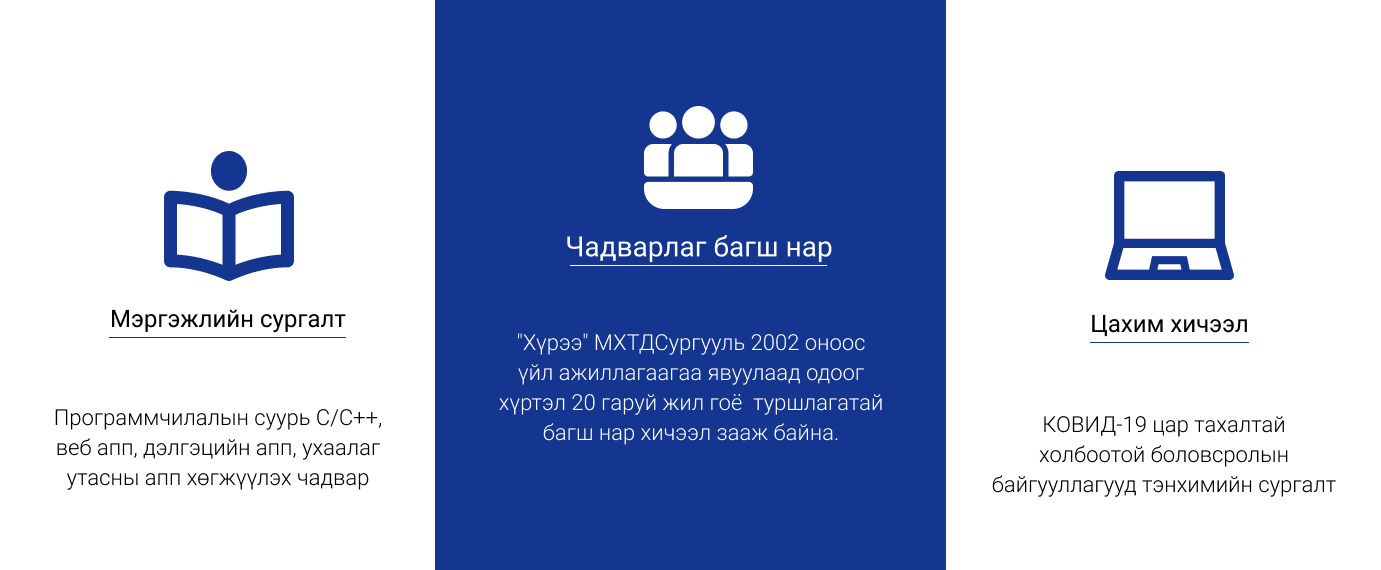 Мэргэжлийн сургалт
Программчилалын суурь C/C++,
веб апп, дэлгэцийн апп, ухаалаг
утасны апп хөгжүүлэх чадвар
Чадварлаг багш нар
"Хүрээ" МХТДСургууль 2002 оноос
үйл ажиллагаагаа явуулаад одоог
хүртэл 20 гаруй жил гоё  туршлагатай
багш нар хичээл зааж байна.
Цахим хичээл
КОВИД-19 цар тахалтай
холбоотой боловсролын
байгууллагууд тэнхимийн сургалт